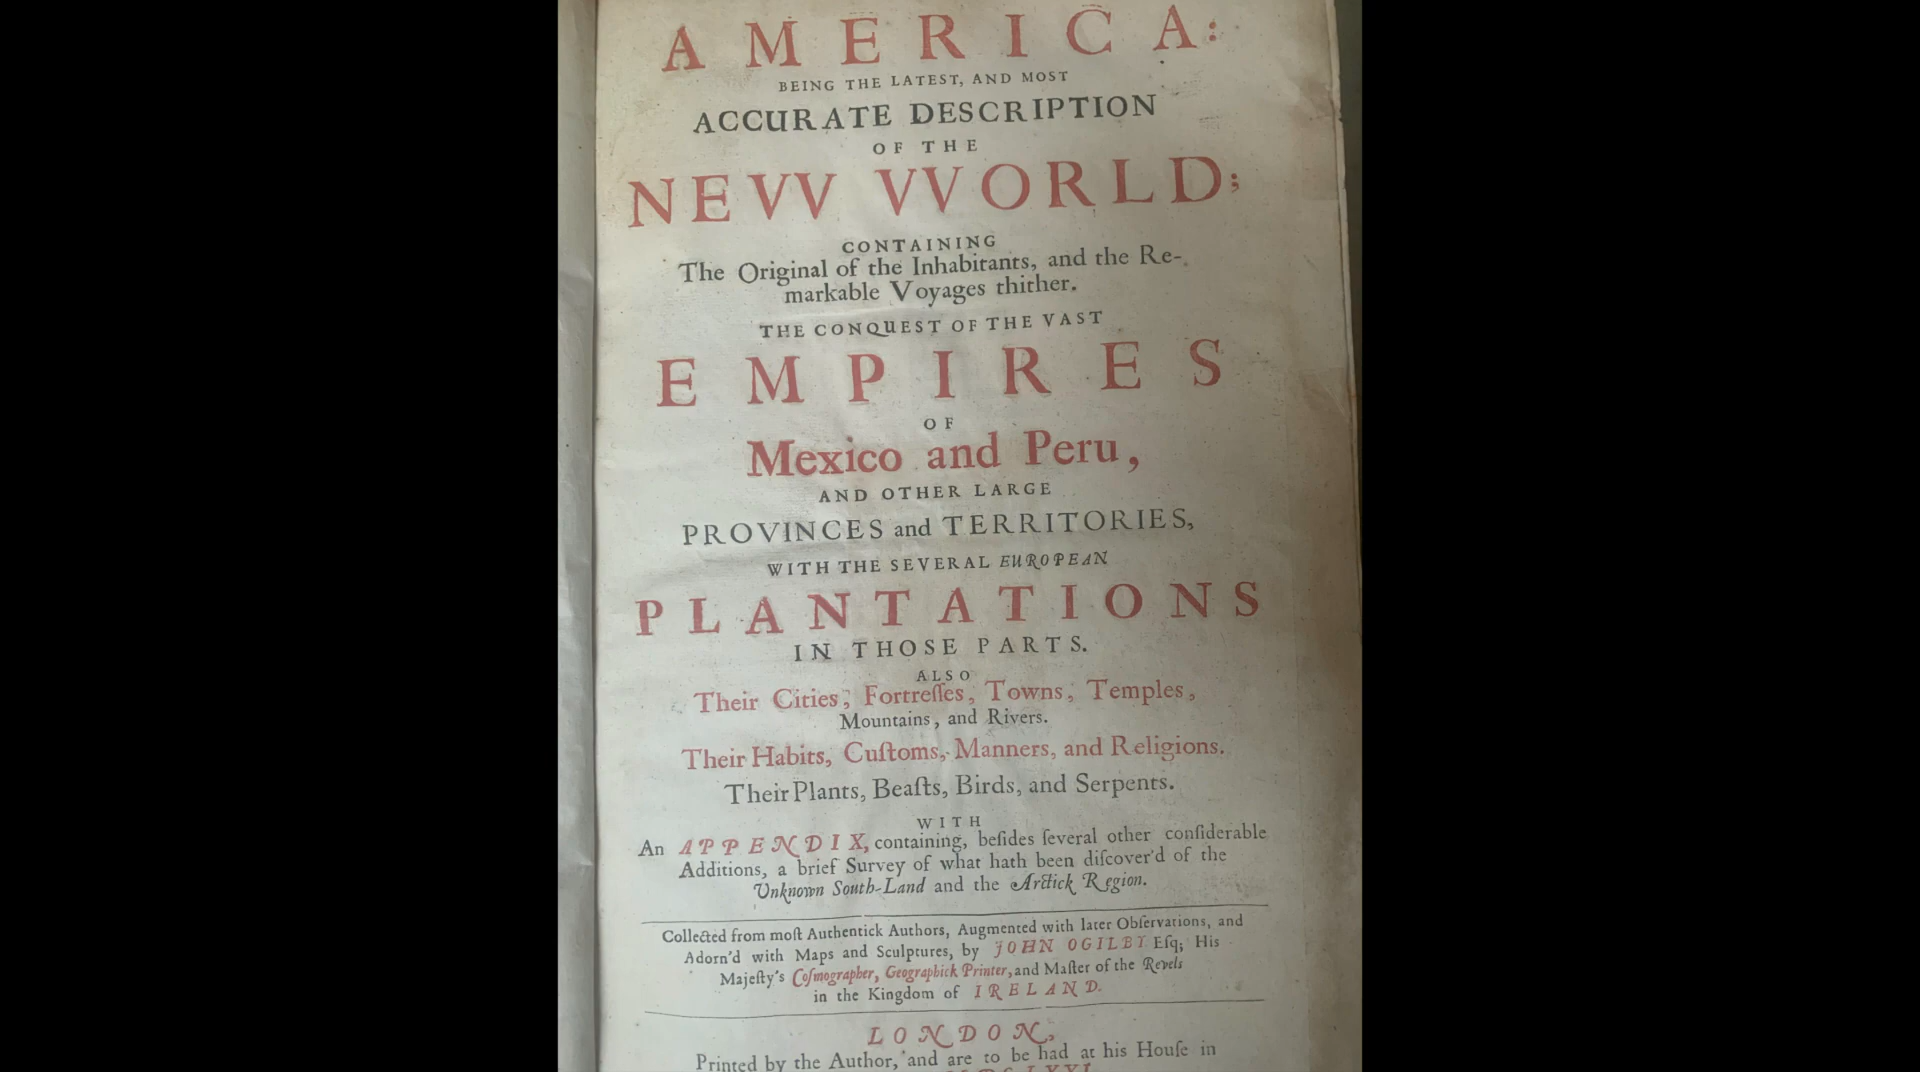 AMERICA:
BEING THE LATEST, AND MOST
ACCURATE DESCRIPTION
OF THE
NEVV VVORLD;
CONTAINING
The Original of the Inhabitants, and the Re-
markable Voyages thither.
THE CONQUEST OF THE VAST
EMPIRES
OF
Mexico and Peru,
AND OTHER LARGE
PROVINCES and TERRITORIES,
WITH THE SEVERAL EUROPEAN
PLANTATIONS
IN THOSE PARTS.
ALSO
Their Cities, Fortreſſes, Towns, Temples,
Mountains, and Rivers.
Their Habits, Cuſtoms, Manners, and Religions.
Their Plants, Beaſts, Birds, and Serpents.
WITH
An APPENDIX, containing, beſides ſeveral other conſiderable
Additions, a brief Survey of what hath been diſcover'd of the
Unknown South-Land and the Arctick Region.
Collected from moſt Authentick Authors, Augmented with later Obſervations, and
Adorn'd with Maps and Sculptures, by JOHN OGILBY Eſq; His
Majeſty's Coſmographer, Geographick Printer, and Maſter of the Revels
in the Kingdom of IRELAND.
LONDON,
Printed by the Author, and are to be had at his Houſe in